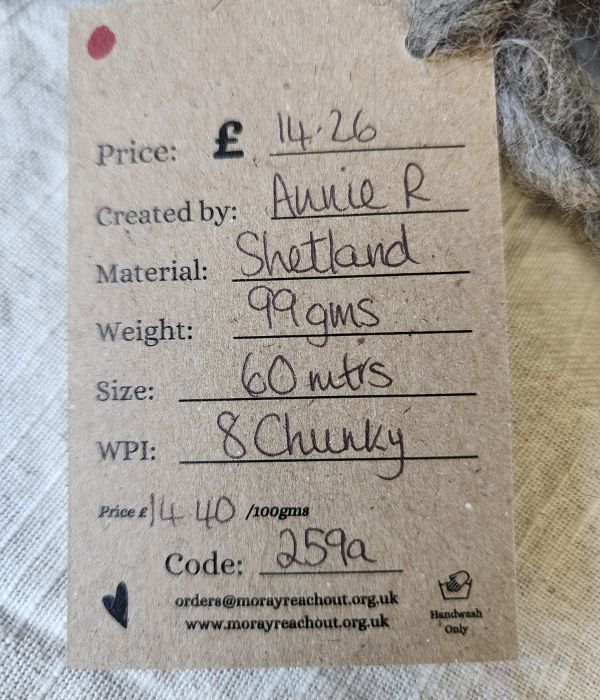 Price: £ 14.26
Created by: Annie R
Material: Shetland
Weight: 99gms
Size: 60 mtrs
WPI: 8 Chunky
Price £ 14.40 /100gms
Code: 259a
orders@morayreachout.org.uk
www.morayreachout.org.uk
Handwash
Only